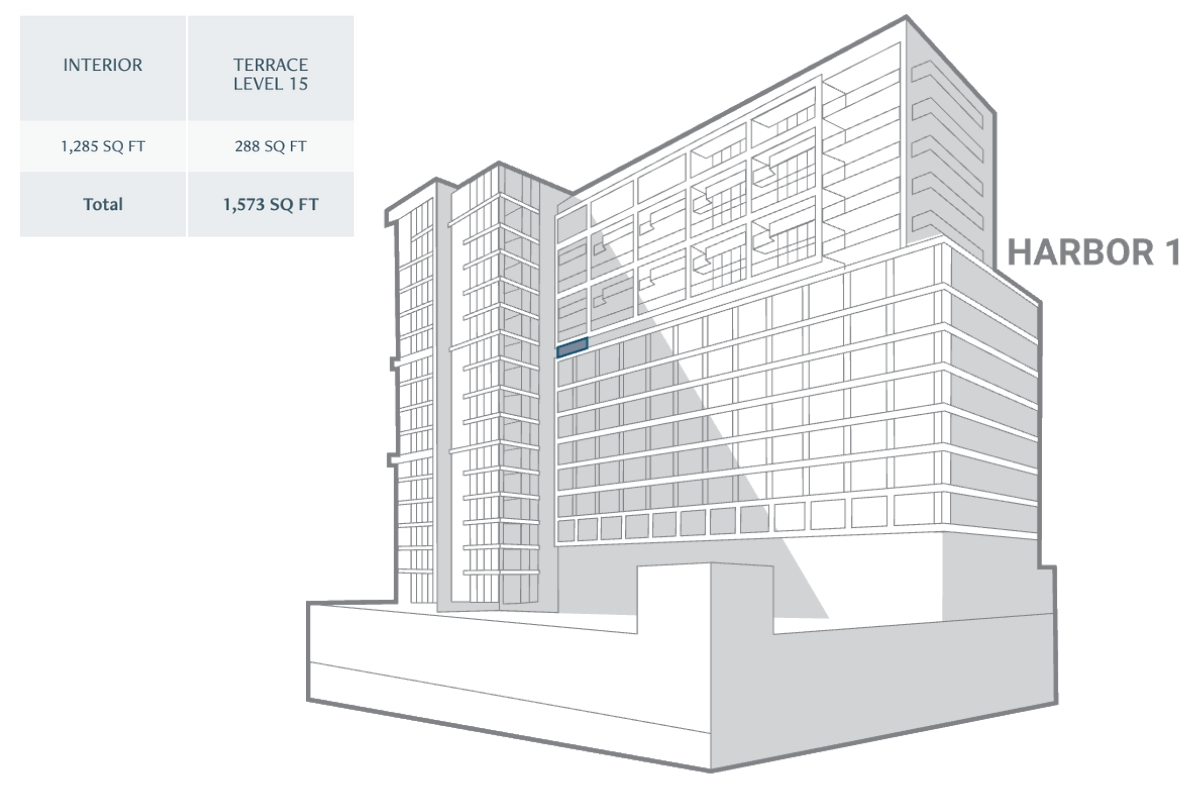 INTERIOR
TERRACE
LEVEL 15
1,285 SQ FT
288 SQ FT
Total
1,573 SQ FT
HARBOR 1